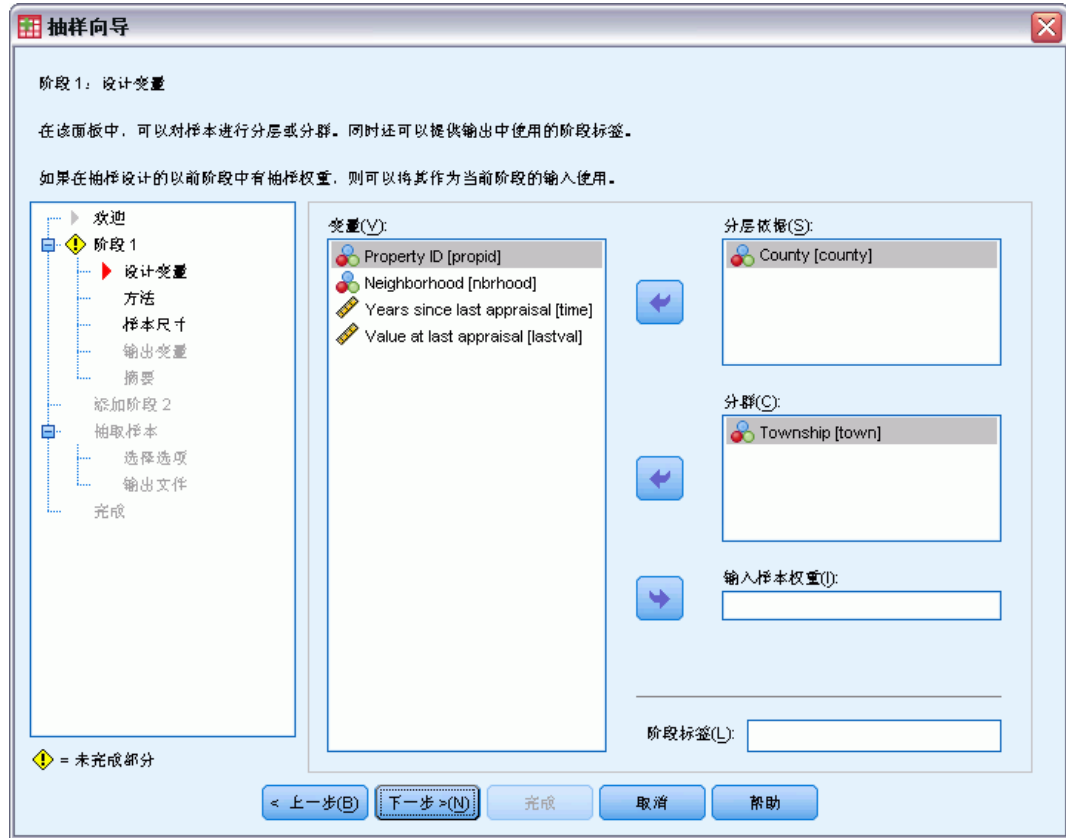 抽样向导
阶段 1：设计变量
在该面板中，可以对样本进行分层或分群。同时还可以提供输出中使用的阶段标签。
如果在抽样设计的以前阶段中有抽样权重，则可以将其作为当前阶段的输入使用。
欢迎
阶段 1
设计变量
方法
样本尺寸
输出变量
摘要
添加阶段 2
抽取样本
选择选项
输出文件
完成
变量(V):
Property ID [propid]
Neighborhood [nbrhood]
Years since last appraisal [time]
Value at last appraisal [lastval]
分层依据(S):
County [county]
分群(C):
Township [town]
输入样本权重(I):
阶段标签(L):
= 未完成部分
< 上一步(B)
下一步 >(N)
完成
取消
帮助